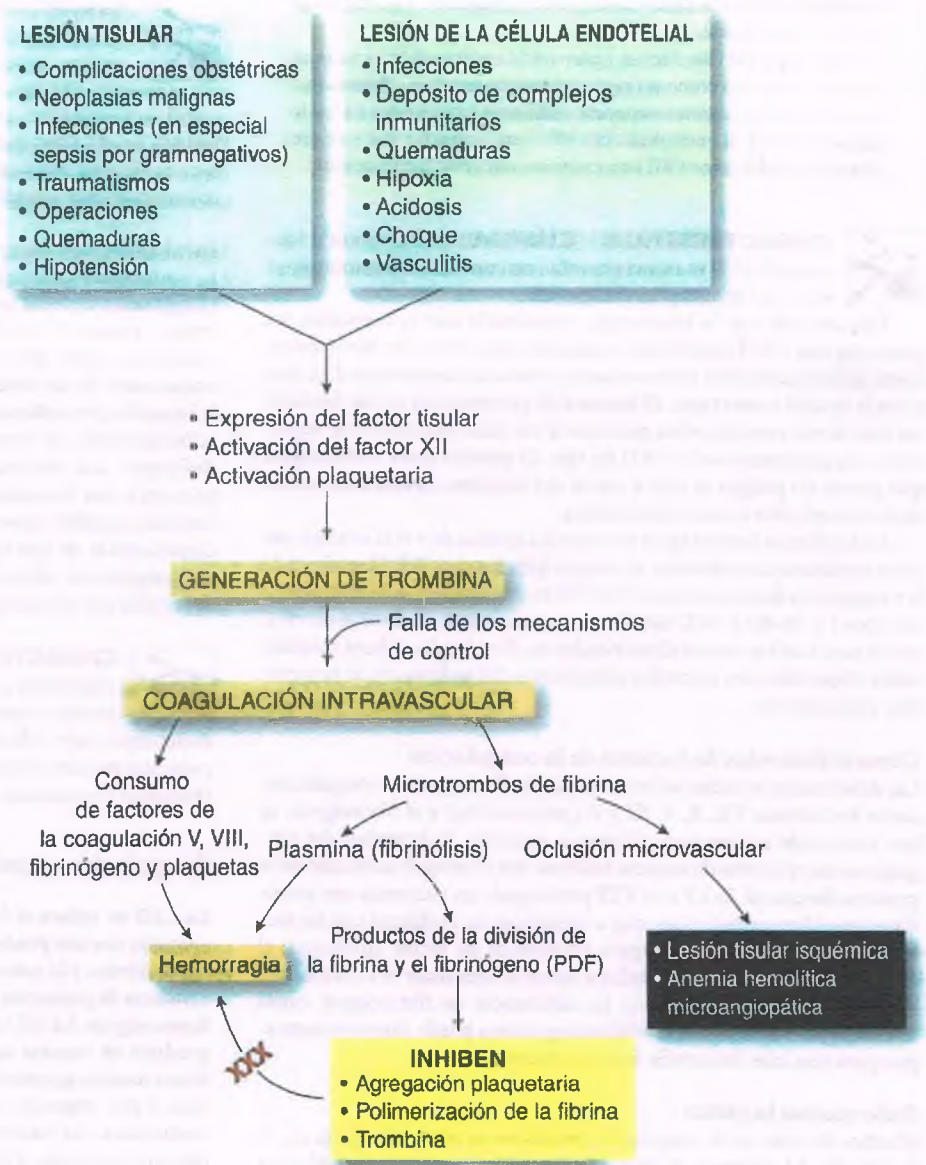 LESIÓN TISULAR
• Complicaciones obstétricas
• Neoplasias malignas
• Infecciones (en especial
sepsis por gramnegativos)
• Traumatismos
• Operaciones
• Quemaduras
• Hipotensión
LESIÓN DE LA CÉLULA ENDOTELIAL
• Infecciones
• Depósito de complejos
inmunitarios
• Quemaduras
• Hipoxia
• Acidosis
• Choque
• Vasculitis
• Expresión del factor tisular
• Activación del factor XII
• Activación plaquetaria
GENERACIÓN DE TROMBINA
Falla de los mecanismos
de control
COAGULACIÓN INTRAVASCULAR
Consumo
de factores de
la coagulación V, VIII,
fibrinógeno y plaquetas
Microtrombos de fibrina
Plasmina (fibrinólisis)
Oclusión microvascular
Hemorragia
Productos de la división de
la fibrina y el fibrinógeno (PDF)
• Lesión tisular isquémica
• Anemia hemolítica
microangiopática
XXX
INHIBEN
• Agregación plaquetaria
• Polimerización de la fibrina
• Trombina